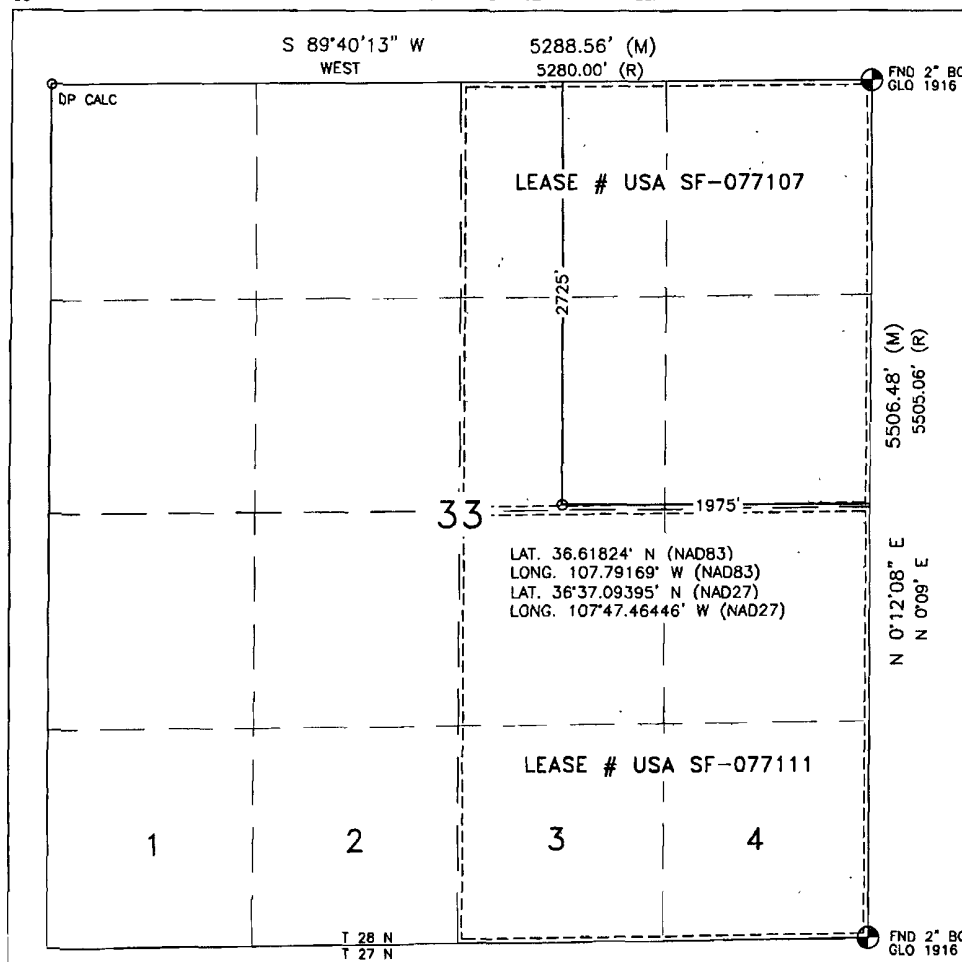 S 89°40'13" W 5288.56' (M)
WEST 5280.00' (R)
FND 2" BC
GLO 1916
DP CALC
LEASE # USA SF-077107
2725'
5506.48' (M)
5505.06' (R)
33
1975'
LAT. 36.61824° N (NAD83)
LONG. 107.79169° W (NAD83)
LAT. 36°37.09395' N (NAD27)
LONG. 107°47.46446' W (NAD27)
N 0°12'08" E
N 0°09' E
LEASE # USA SF-077111
1 2 3 4
T 28 N
T 27 N
FND 2" BC
GLO 1916